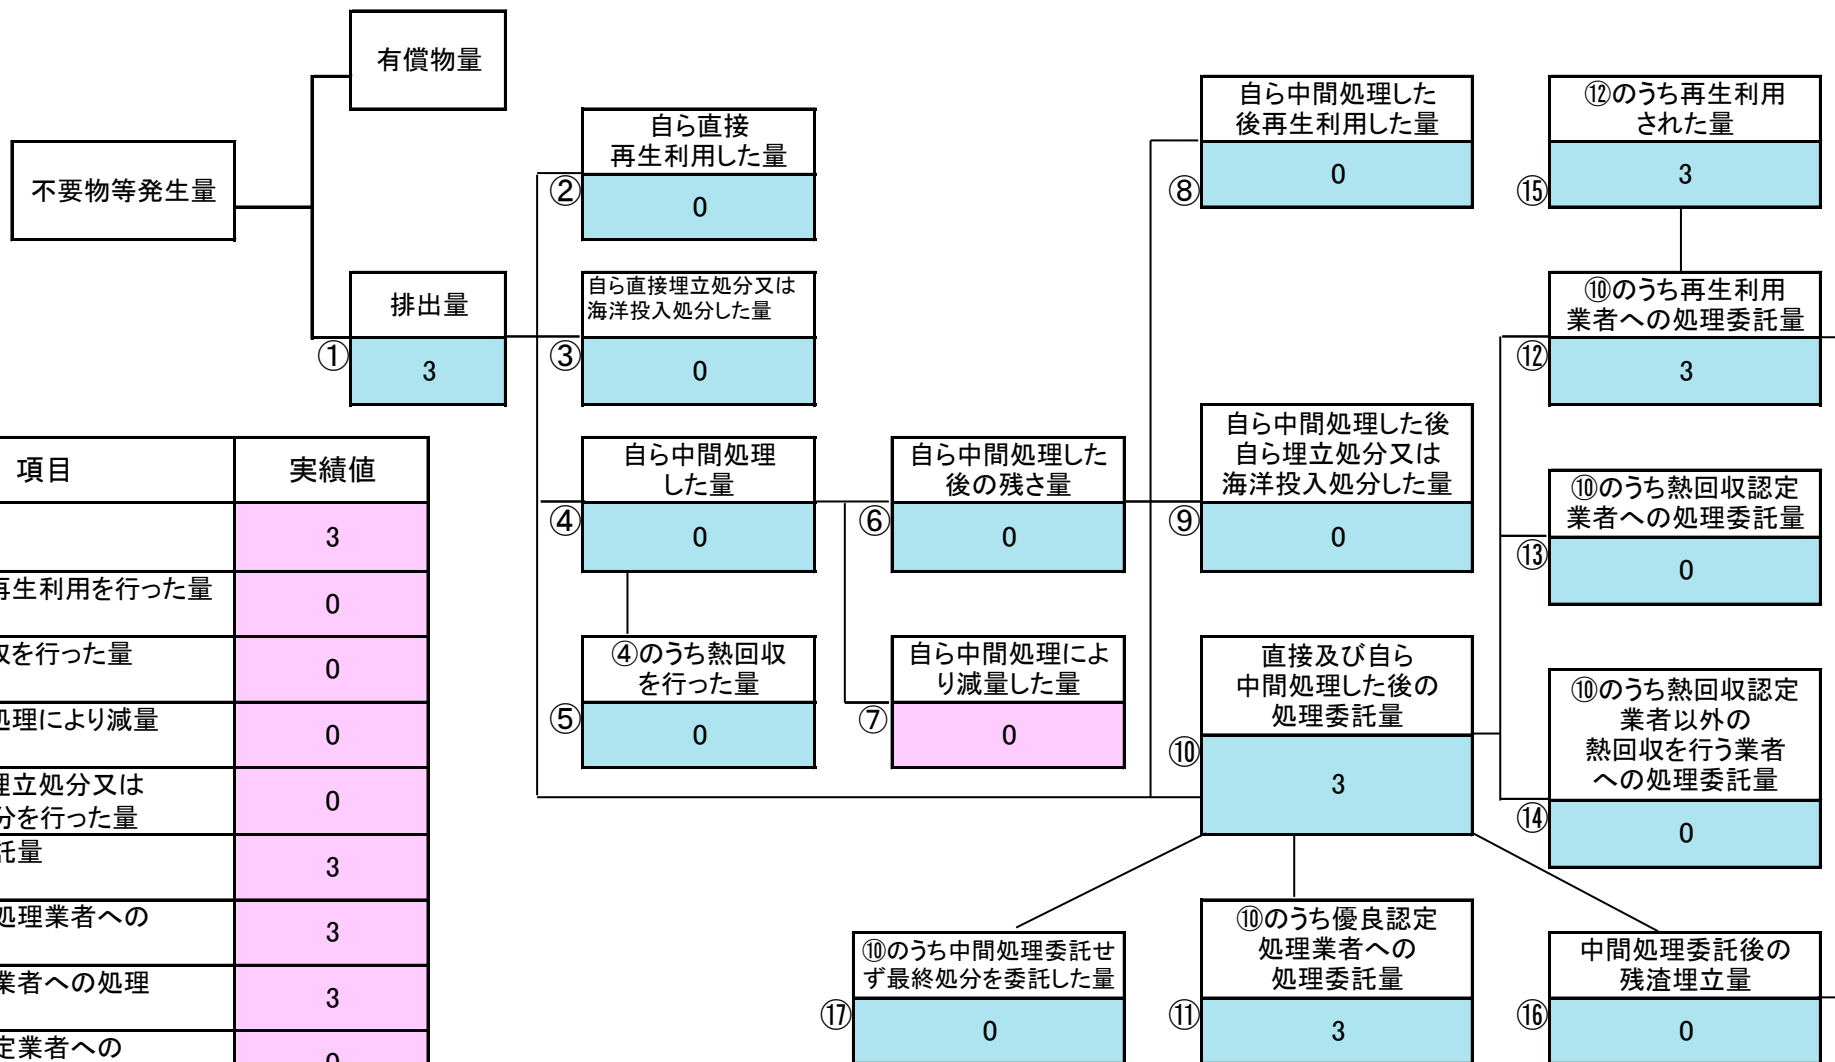 有償物量
不要物等発生量
排出量
①
3
自ら直接
再生利用した量
②
0
自ら直接埋立処分又は
海洋投入処分した量
③
0
自ら中間処理
した量
④
0
④のうち熱回収
を行った量
⑤
0
自ら中間処理した
後の残さ量
⑥
0
自ら中間処理によ
り減量した量
⑦
0
自ら中間処理した
後再生利用した量
⑧
0
自ら中間処理した後
自ら埋立処分又は
海洋投入処分した量
⑨
0
直接及び自ら
中間処理した後の
処理委託量
⑩
3
⑫のうち再生利用
された量
⑮
3
⑩のうち再生利用
業者への処理委託量
⑫
3
⑩のうち熱回収認定
業者への処理委託量
⑬
0
⑩のうち熱回収認定
業者以外の
熱回収を行う業者
への処理委託量
⑭
0
⑩のうち中間処理委託せ
ず最終処分を委託した量
⑰
0
⑩のうち優良認定
処理業者への
処理委託量
⑪
3
中間処理委託後の
残渣埋立量
⑯
0
項目 実績値
3
再生利用を行った量 0
を行った量 0
処理により減量 0
埋立処分又は
分を行った量 0
託量 3
処理業者への 3
業者への処理 3
定業者への 0